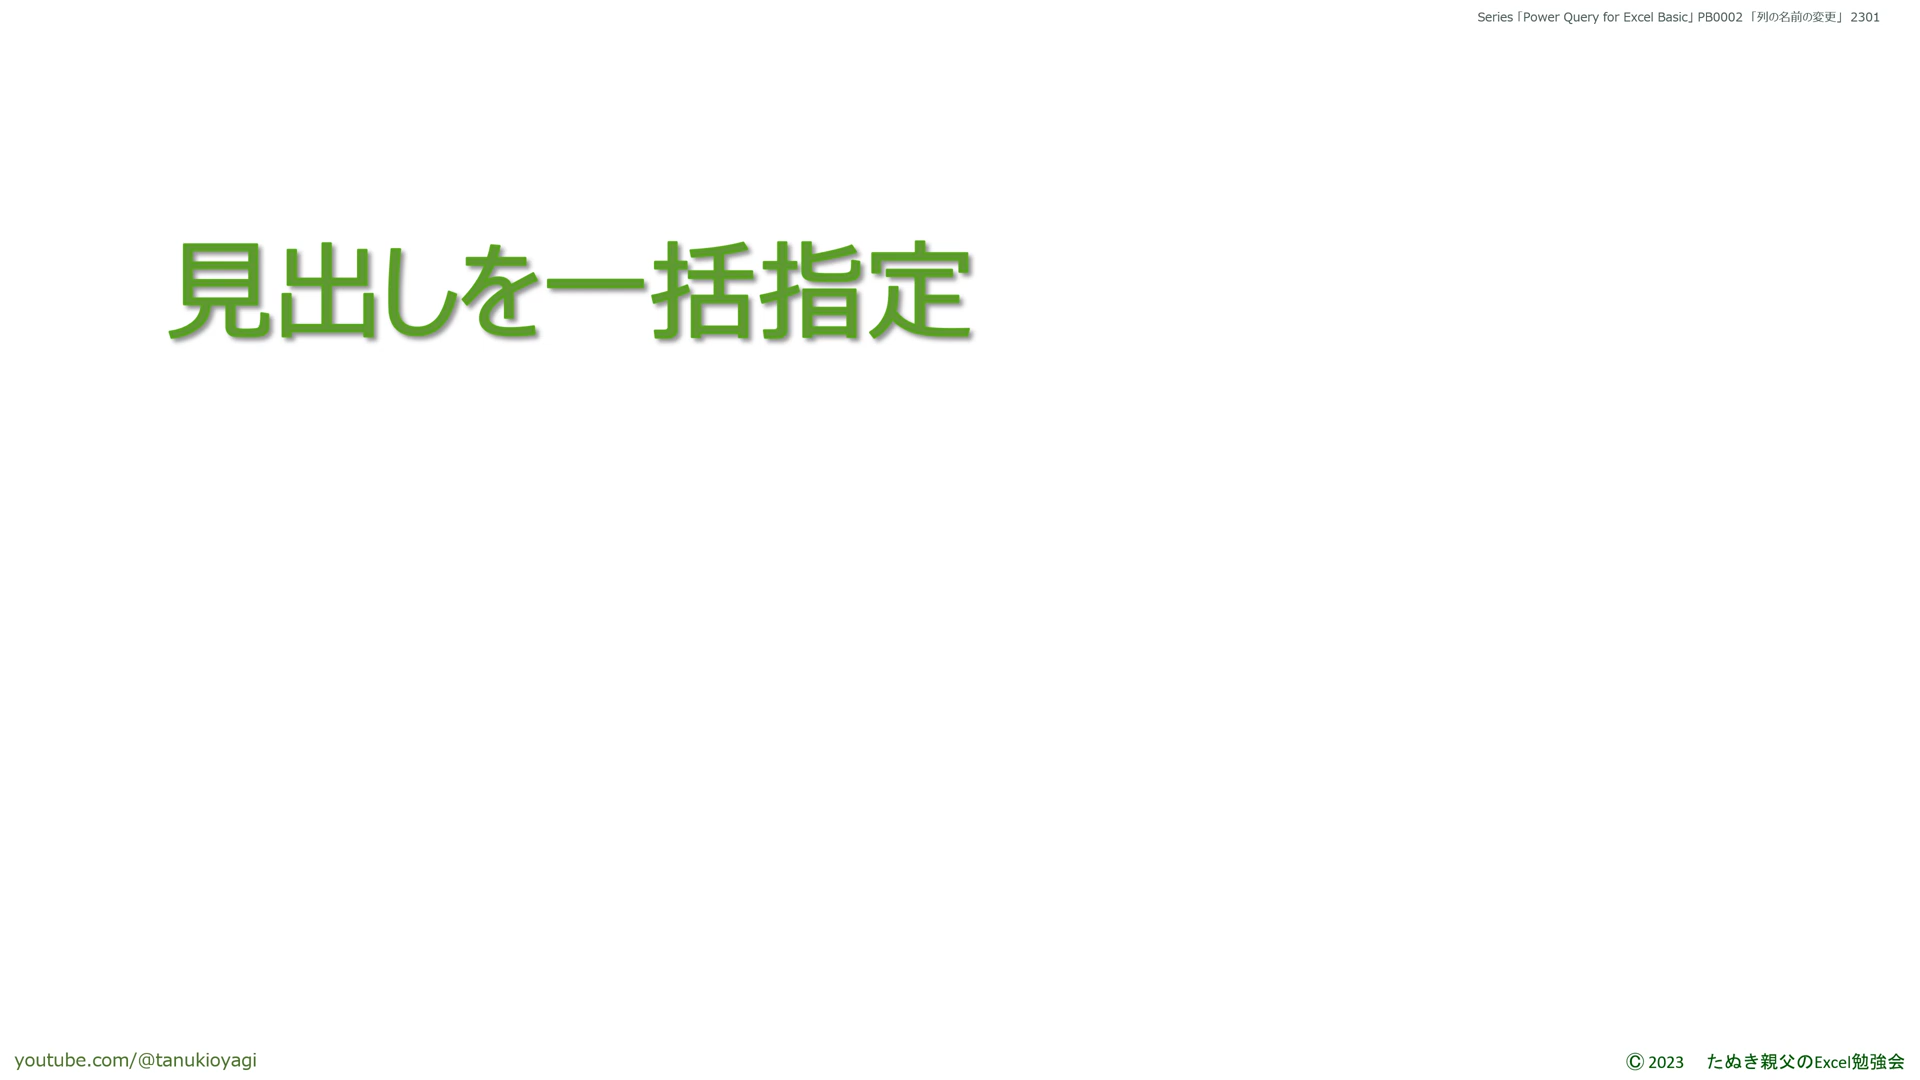 Series「Power Query for Excel Basic」PB0002「列の名前の変更」 2301
見出しを一括指定
youtube.com/@tanukioyagi
Ⓒ 2023 たぬき親父のExcel勉強会